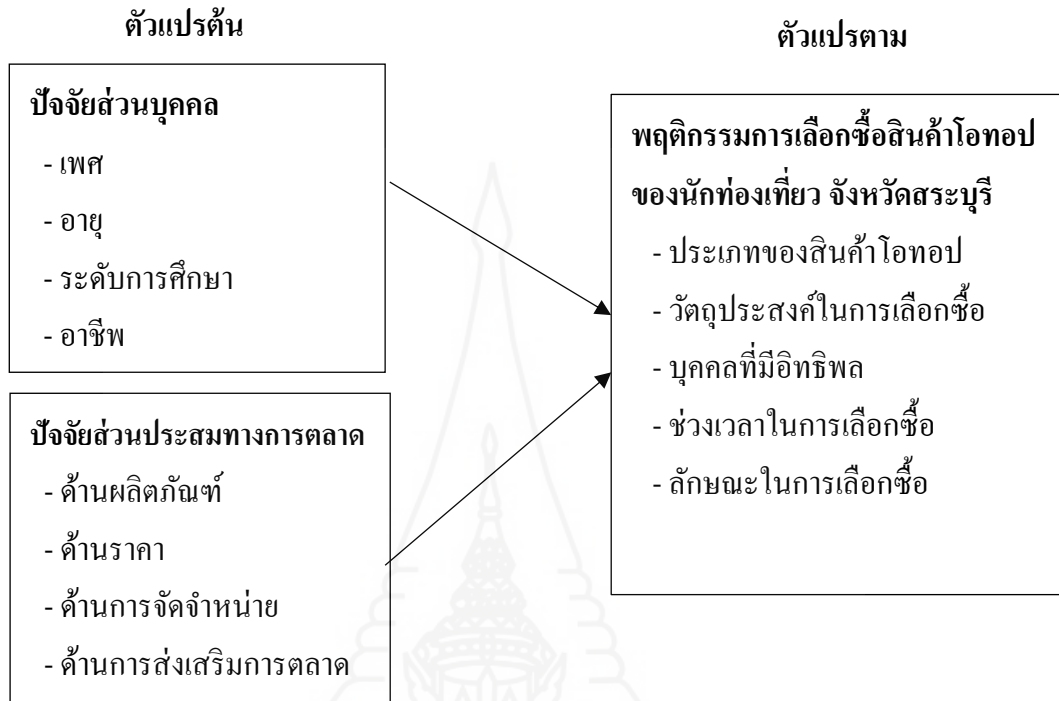 ตัวแปรต้น
ปัจจัยส่วนบุคคล
- เพศ
- อายุ
- ระดับการศึกษา
- อาชีพ
ปัจจัยส่วนประสมทางการตลาด
- ด้านผลิตภัณฑ์
- ด้านราคา
- ด้านการจัดจำหน่าย
- ด้านการส่งเสริมการตลาด
ตัวแปรตาม
พฤติกรรมการเลือกซื้อสินค้าโอทอป
ของนักท่องเที่ยว จังหวัดสระบุรี
- ประเภทของสินค้าโอทอป
- วัตถุประสงค์ในการเลือกซื้อ
- บุคคลที่มีอิทธิพล
- ช่วงเวลาในการเลือกซื้อ
- ลักษณะในการเลือกซื้อ